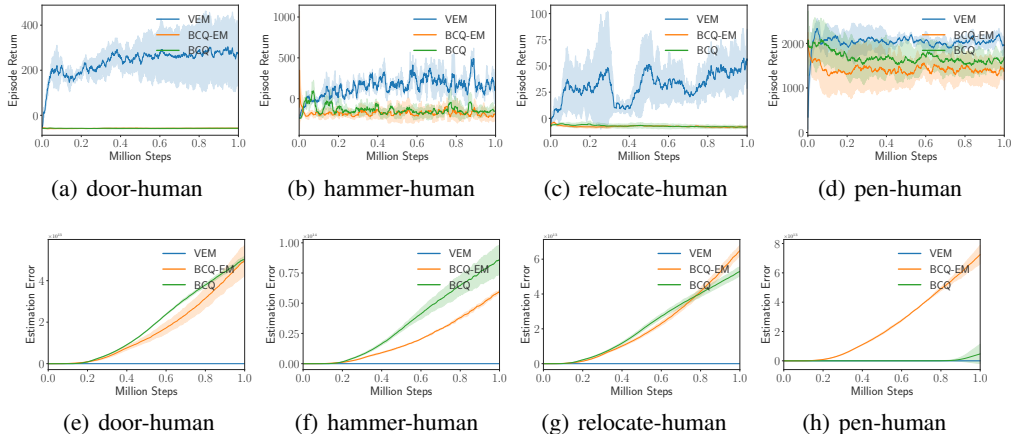 VEM
BCQ-EM
BCQ
Episode Return
400
200
0
0.0 0.2 0.4 0.6 0.8 1.0
Million Steps
(a) door-human
VEM
BCQ-EM
BCQ
Episode Return
1000
500
0
0.0 0.2 0.4 0.6 0.8 1.0
Million Steps
(b) hammer-human
VEM
BCQ-EM
BCQ
Episode Return
100
75
50
25
0
0.0 0.2 0.4 0.6 0.8 1.0
Million Steps
(c) relocate-human
VEM
BCQ-EM
BCQ
Episode Return
2000
1000
0
0.0 0.2 0.4 0.6 0.8 1.0
Million Steps
(d) pen-human
VEM
BCQ-EM
BCQ
Estimation Error
4
2
0
0.0 0.2 0.4 0.6 0.8 1.0
Million Steps
(e) door-human
VEM
BCQ-EM
BCQ
Estimation Error
1.00
0.75
0.50
0.25
0.00
0.0 0.2 0.4 0.6 0.8 1.0
Million Steps
(f) hammer-human
VEM
BCQ-EM
BCQ
Estimation Error
6
4
2
0
0.0 0.2 0.4 0.6 0.8 1.0
Million Steps
(g) relocate-human
VEM
BCQ-EM
BCQ
Estimation Error
8
6
4
2
0
0.0 0.2 0.4 0.6 0.8 1.0
Million Steps
(h) pen-human